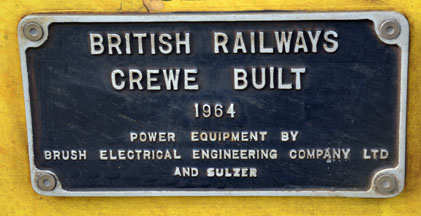 BRITISH RAILWAYS
CREWE BUILT
1964
POWER EQUIPMENT BY
BRUSH ELECTRICAL ENGINEERING COMPANY LTD
AND SULZER